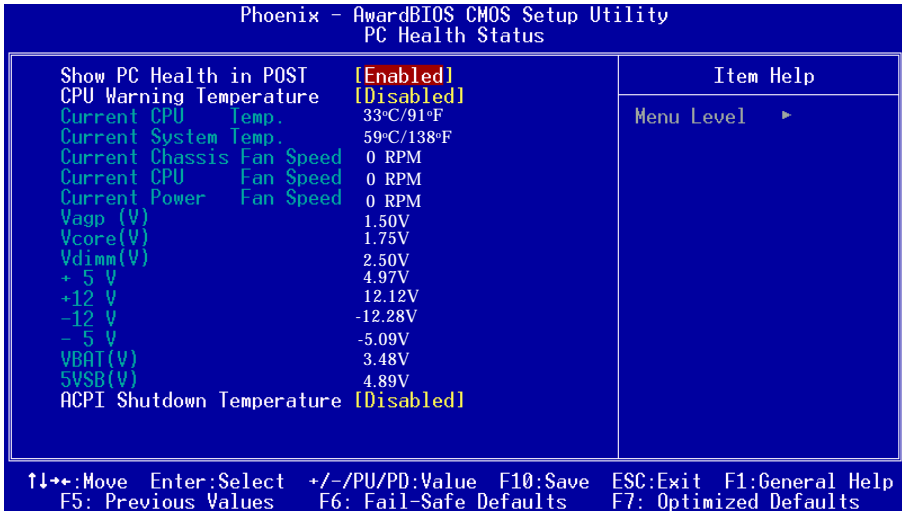 Phoenix - AwardBIOS CMOS Setup Utility
PC Health Status
Show PC Health in POST [Enabled]
CPU Warning Temperature [Disabled]
Current CPU Temp. 33°C/91°F
Current System Temp. 59°C/138°F
Current Chassis Fan Speed 0 RPM
Current CPU Fan Speed 0 RPM
Current Power Fan Speed 0 RPM
Vagp (V) 1.50V
Vcore(V) 1.75V
Vdimm(V) 2.50V
+ 5 V 4.97V
+12 V 12.12V
-12 V -12.28V
- 5 V -5.09V
VBAT(V) 3.48V
5VSB(V) 4.89V
ACPI Shutdown Temperature [Disabled]
Item Help
Menu Level ►
↑↓→←:Move Enter:Select +/-/PU/PD:Value F10:Save ESC:Exit F1:General Help
F5: Previous Values F6: Fail-Safe Defaults F7: Optimized Defaults